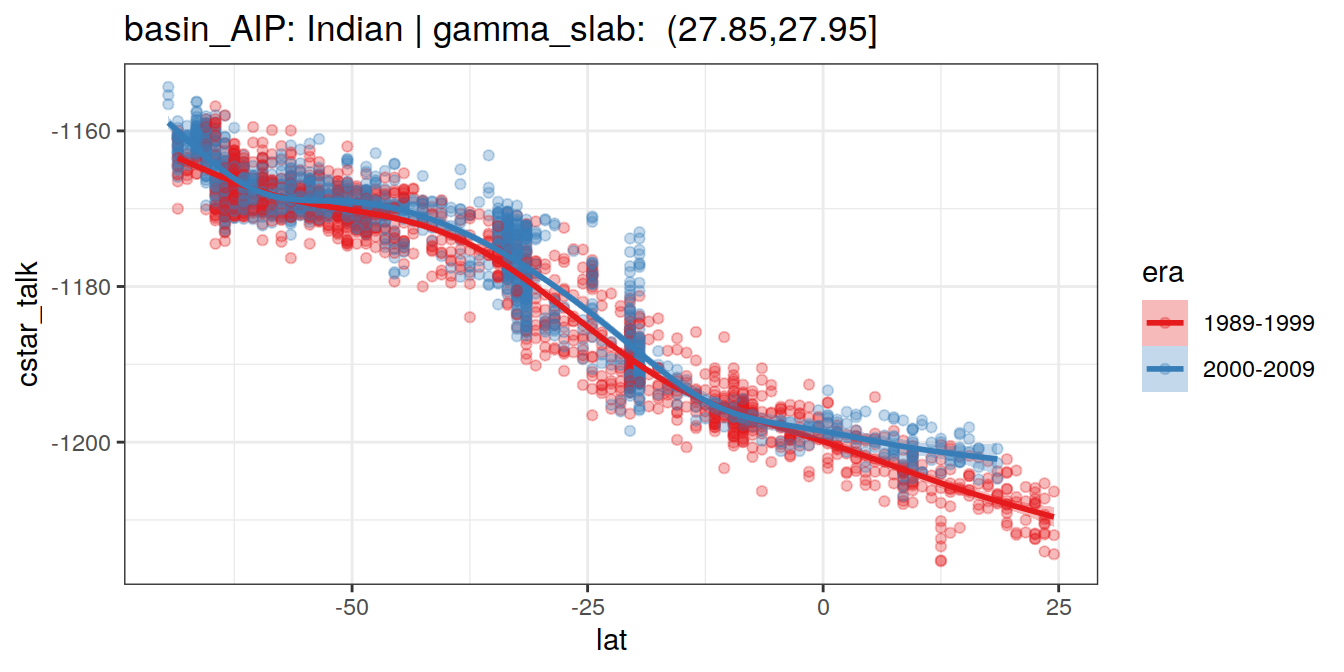 basin_AIP: Indian | gamma_slab:  (27.85,27.95]
-1160
-1180
-1200
cstar_talk
-50
-25
0
25
lat
era
1989-1999
2000-2009